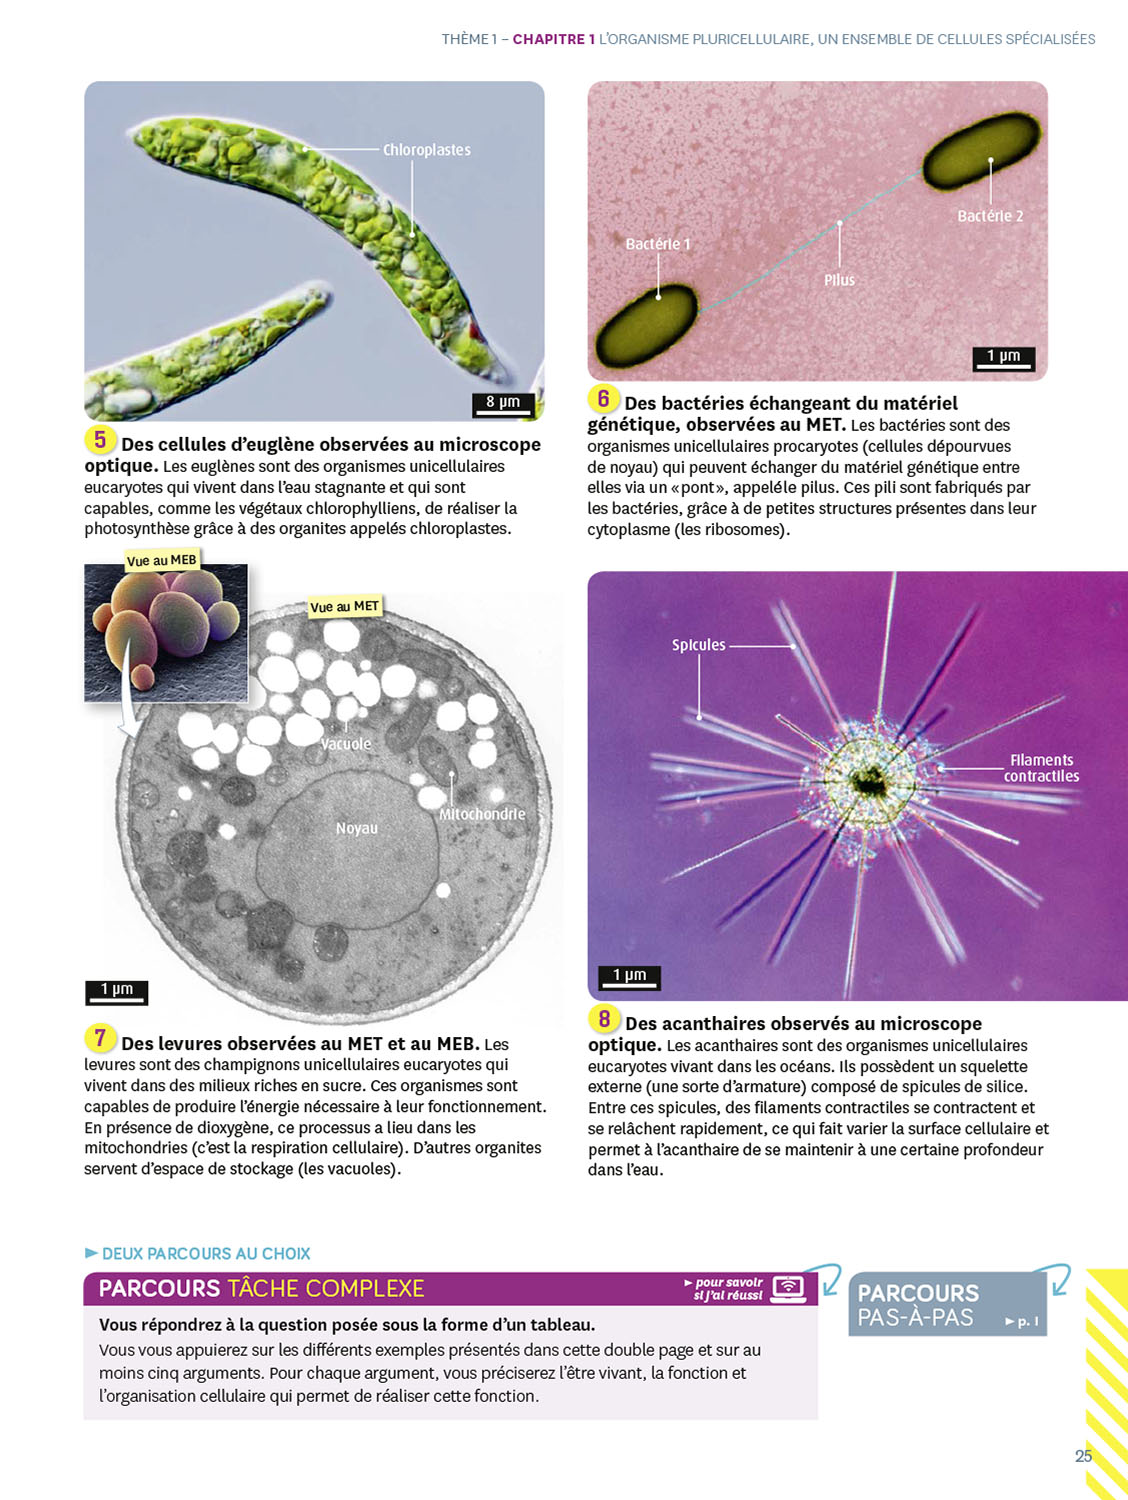 THÈME 1 – CHAPITRE 1 L'ORGANISME PLURICELLULAIRE, UN ENSEMBLE DE CELLULES SPÉCIALISÉES
Chloroplastes
8 µm
5 Des cellules d'euglène observées au microscope
optique. Les euglènes sont des organismes unicellulaires
eucaryotes qui vivent dans l'eau stagnante et qui sont
capables, comme les végétaux chlorophylliens, de réaliser la
photosynthèse grâce à des organites appelés chloroplastes.
Bactérie 1
Bactérie 2
Pilus
1 µm
6 Des bactéries échangeant du matériel
génétique, observées au MET. Les bactéries sont des
organismes unicellulaires procaryotes (cellules dépourvues
de noyau) qui peuvent échanger du matériel génétique entre
elles via un « pont », appeléle pilus. Ces pili sont fabriqués par
les bactéries, grâce à de petites structures présentes dans leur
cytoplasme (les ribosomes).
Vue au MEB
Vue au MET
Vacuole
Mitochondrie
Noyau
1 µm
7 Des levures observées au MET et au MEB. Les
levures sont des champignons unicellulaires eucaryotes qui
vivent dans des milieux riches en sucre. Ces organismes sont
capables de produire l'énergie nécessaire à leur fonctionnement.
En présence de dioxygène, ce processus a lieu dans les
mitochondries (c'est la respiration cellulaire). D'autres organites
servent d'espace de stockage (les vacuoles).
Spicules
Filaments
contractiles
1 µm
8 Des acanthaires observés au microscope
optique. Les acanthaires sont des organismes unicellulaires
eucaryotes vivant dans les océans. Ils possèdent un squelette
externe (une sorte d'armature) composé de spicules de silice.
Entre ces spicules, des filaments contractiles se contractent et
se relâchent rapidement, ce qui fait varier la surface cellulaire et
permet à l'acanthaire de se maintenir à une certaine profondeur
dans l'eau.
► DEUX PARCOURS AU CHOIX
PARCOURS TÂCHE COMPLEXE
► pour savoir
si j'ai réussi
Vous répondrez à la question posée sous la forme d'un tableau.
Vous vous appuierez sur les différents exemples présentés dans cette double page et sur au
moins cinq arguments. Pour chaque argument, vous préciserez l'être vivant, la fonction et
l'organisation cellulaire qui permet de réaliser cette fonction.
PARCOURS
PAS-À-PAS ► p. I
25